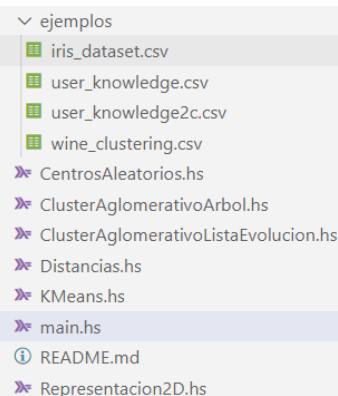 ejemplos
iris_dataset.csv
user_knowledge.csv
user_knowledge2c.csv
wine_clustering.csv
CentrosAleatorios.hs
ClusterAglomerativoArbol.hs
ClusterAglomerativoListaEvolucion.hs
Distancias.hs
KMeans.hs
main.hs
README.md
Representacion2D.hs